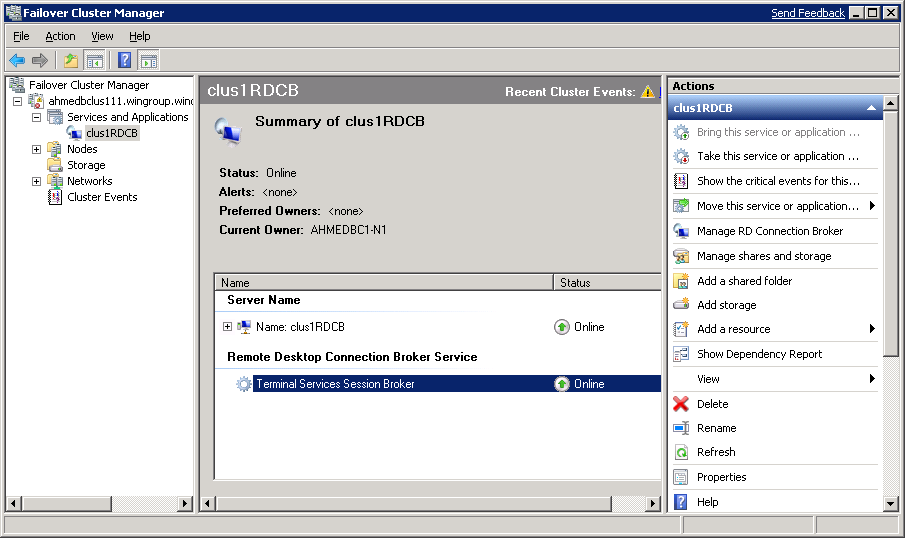 Failover Cluster Manager
Send Feedback
File Action View Help
Failover Cluster Manager
ahmedbclus111.wingroup.win
Services and Applications
clus1RDCB
Nodes
Storage
Networks
Cluster Events
clus1RDCB
Recent Cluster Events:
Summary of clus1RDCB
Status: Online
Alerts: <none>
Preferred Owners: <none>
Current Owner: AHMEDBC1-N1
Name Status
Server Name
Name: clus1RDCB Online
Remote Desktop Connection Broker Service
Terminal Services Session Broker Online
Actions
clus1RDCB
Bring this service or application ...
Take this service or application ...
Show the critical events for this...
Move this service or application...
Manage RD Connection Broker
Manage shares and storage
Add a shared folder
Add storage
Add a resource
Show Dependency Report
View
Delete
Rename
Refresh
Properties
Help